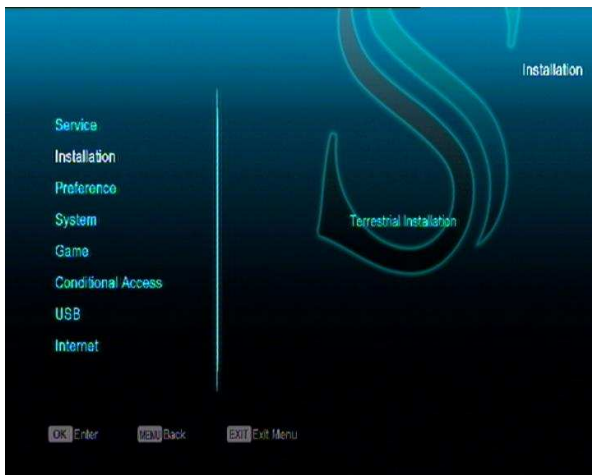 Installation
Service
Installation
Preference
System
Terrestrial Installation
Game
Conditional Access
USB
Internet
OK Enter MENU Back EXIT Exit Menu